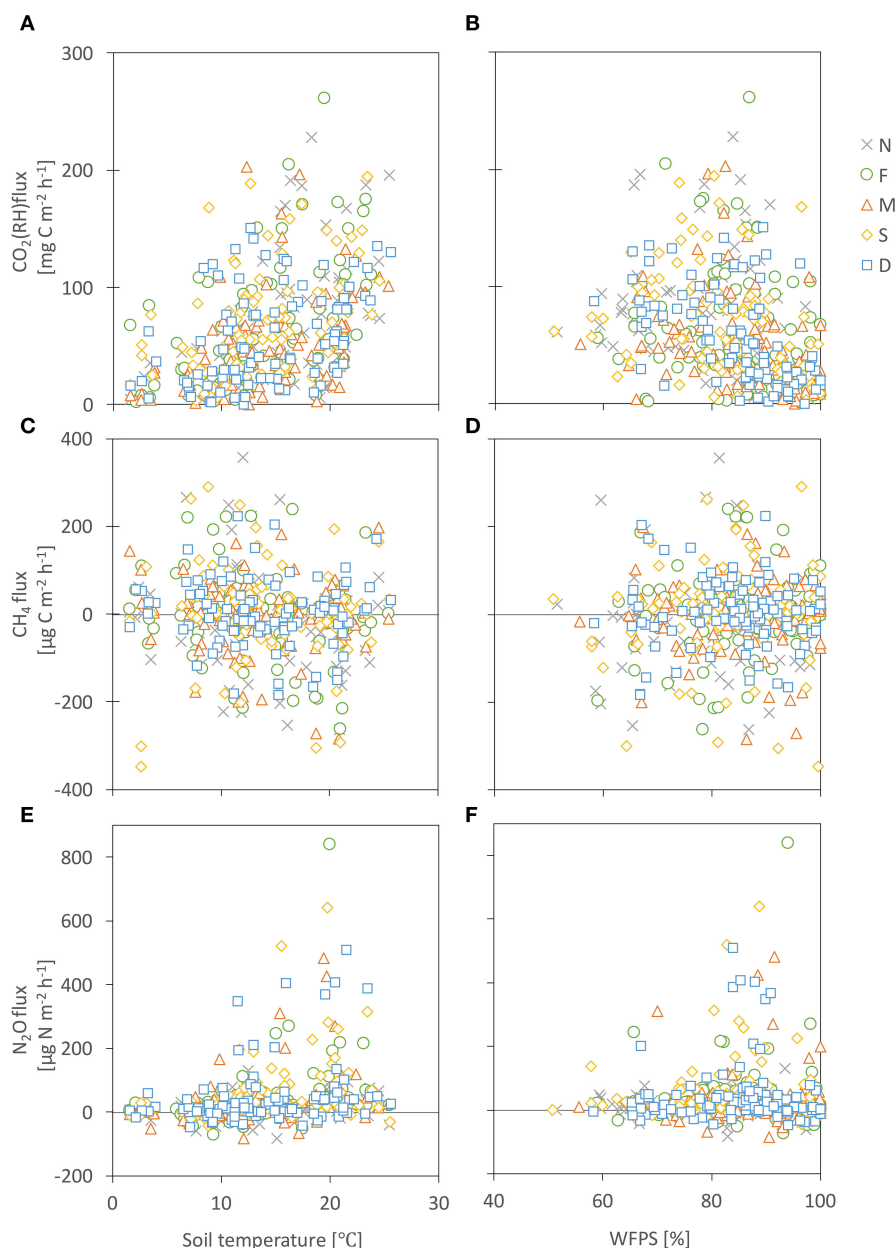 A
B
CO₂(RH)flux
[mg C m⁻² h⁻¹]
300
200
100
0
N
F
M
S
D
C
D
CH₄ flux
[µg C m⁻² h⁻¹]
400
200
0
-200
-400
E
F
N₂O flux
[µg N m⁻² h⁻¹]
800
600
400
200
0
-200
0
10
20
30
40
60
80
100
Soil temperature [℃]
WFPS [%]